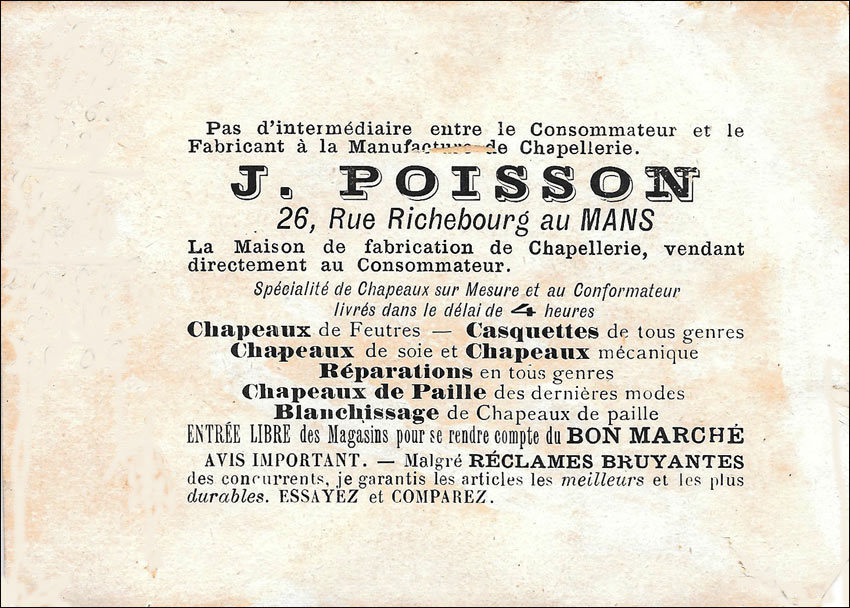 Pas d'intermédiaire entre le Consommateur et le
Fabricant à la Manufacture de Chapellerie.
J. POISSON
26, Rue Richebourg au MANS
La Maison de fabrication de Chapellerie, vendant
directement au Consommateur.
Spécialité de Chapeaux sur Mesure et au Conformateur
livrés dans le délai de 4 heures
Chapeaux de Feutres — Casquettes de tous genres
Chapeaux de soie et Chapeaux mécanique
Réparations en tous genres
Chapeaux de Paille des dernières modes
Blanchissage de Chapeaux de paille
ENTRÉE LIBRE des Magasins pour se rendre compte du BON MARCHÉ
AVIS IMPORTANT. — Malgré RÉCLAMES BRUYANTES
des concurrents, je garantis les articles les meilleurs et les plus
durables. ESSAYEZ et COMPAREZ.